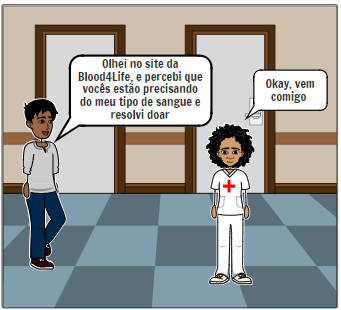 Olhei no site da
Blood4Life, e percebi que
vocês estão precisando
do meu tipo de sangue e
resolvi doar
Okay, vem
comigo